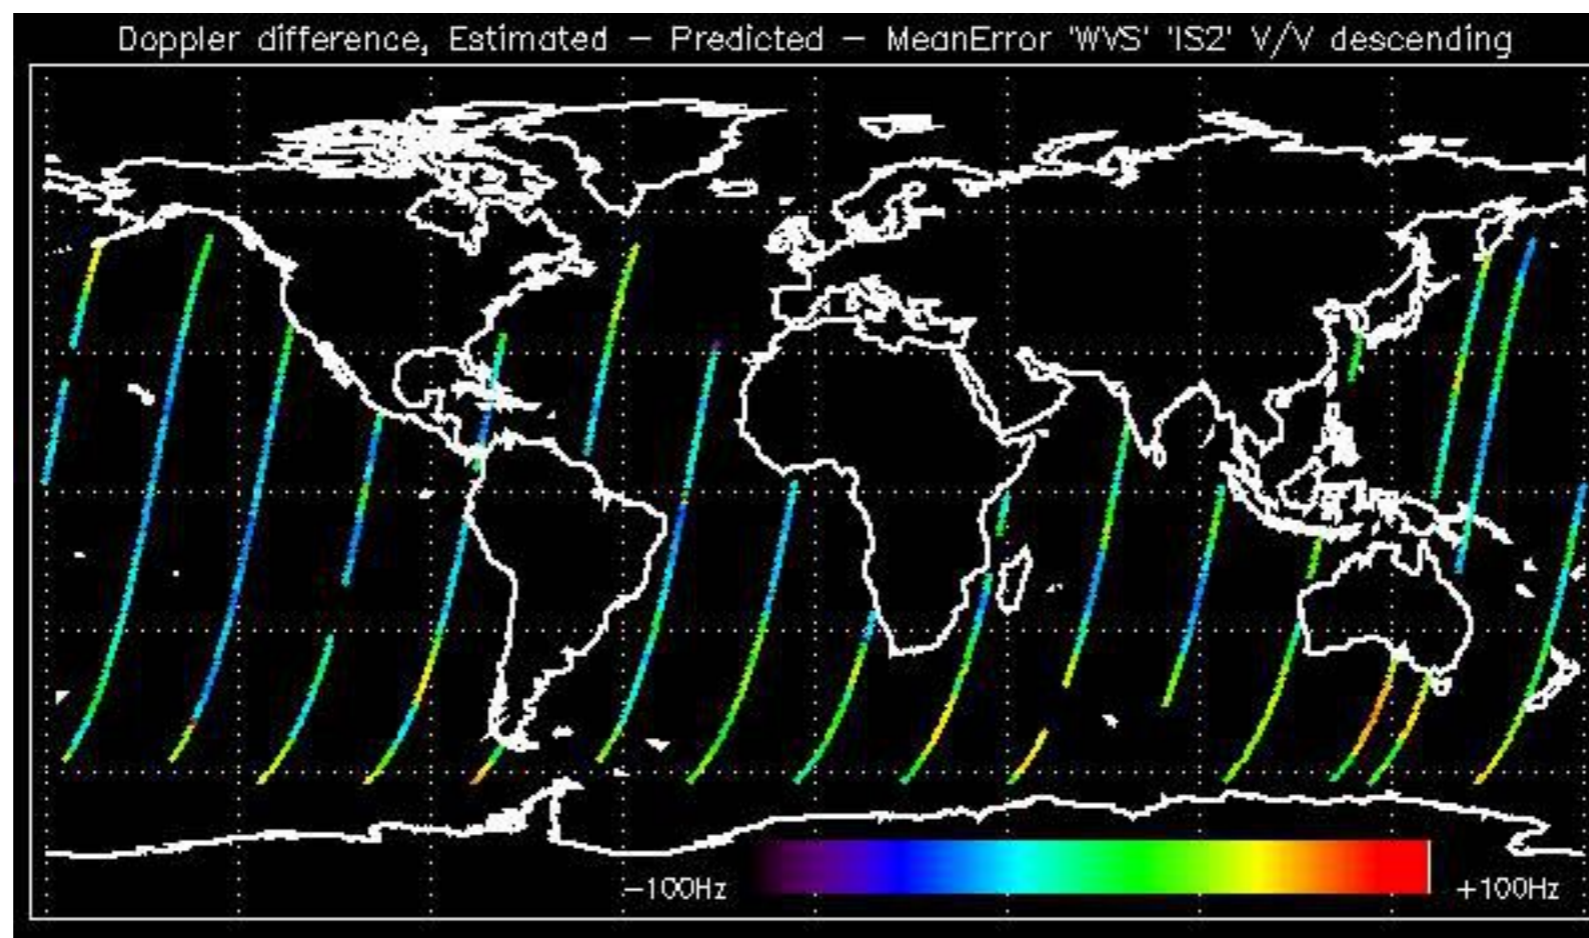 Doppler difference, Estimated – Predicted – MeanError 'WVS' 'IS2' V/V descending
–100Hz
+100Hz